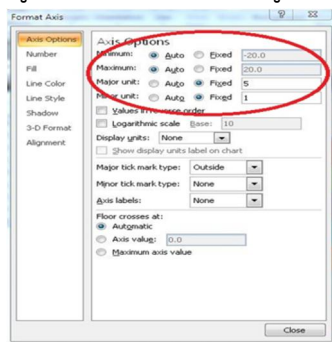 Format Axis
Axis Options
Number
Fill
Line Color
Line Style
Shadow
3-D Format
Alignment
Axis Options
Minimum: Auto Fixed -20.0
Maximum: Auto Fixed 20.0
Major unit: Auto Fixed 5
Minor unit: Auto Fixed 1
Values in reverse order
Logarithmic scale Base: 10
Display units: None
Show display units label on chart
Major tick mark type: Outside
Minor tick mark type: None
Axis labels: None
Floor crosses at:
Automatic
Axis value: 0.0
Maximum axis value
Close